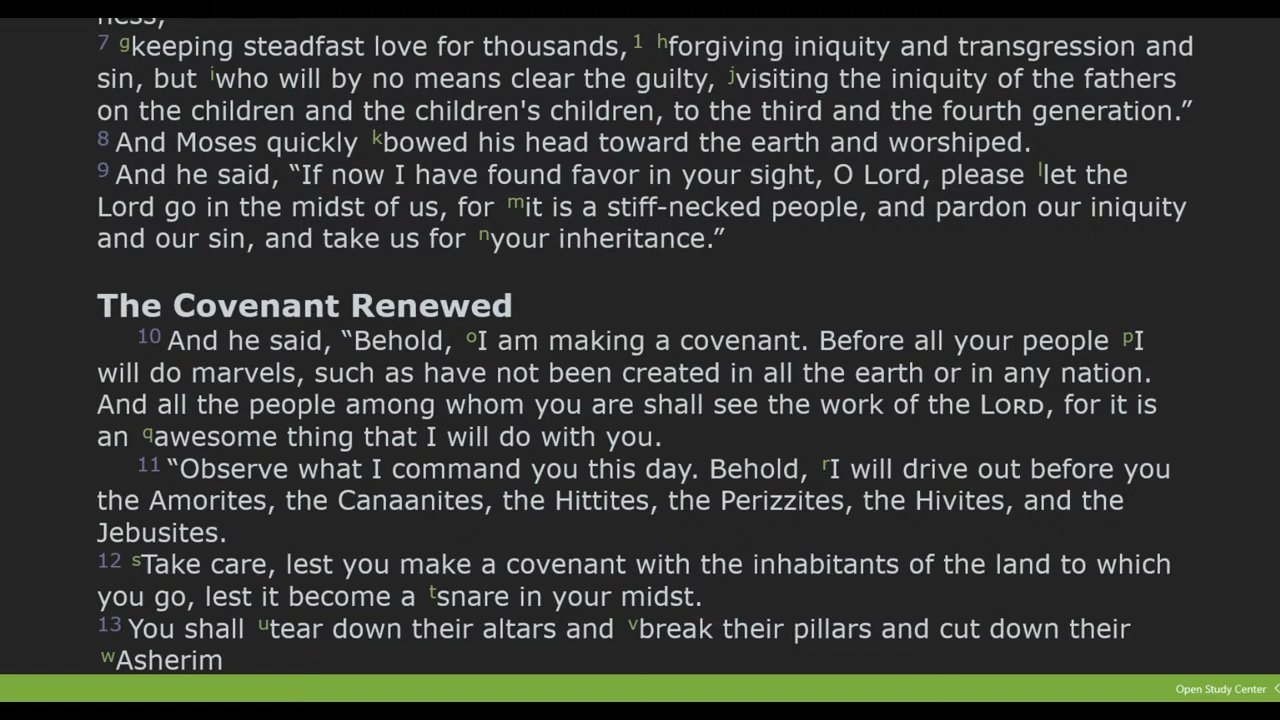 ness,
7 gkeeping steadfast love for thousands,1 hforgiving iniquity and transgression and
sin, but iwho will by no means clear the guilty, jvisiting the iniquity of the fathers
on the children and the children's children, to the third and the fourth generation.”
8 And Moses quickly kbowed his head toward the earth and worshiped.
9 And he said, “If now I have found favor in your sight, O Lord, please llet the
Lord go in the midst of us, for mit is a stiff-necked people, and pardon our iniquity
and our sin, and take us for nyour inheritance.”
The Covenant Renewed
10 And he said, “Behold, oI am making a covenant. Before all your people pI
will do marvels, such as have not been created in all the earth or in any nation.
And all the people among whom you are shall see the work of the LORD, for it is
an qawesome thing that I will do with you.
11 “Observe what I command you this day. Behold, rI will drive out before you
the Amorites, the Canaanites, the Hittites, the Perizzites, the Hivites, and the
Jebusites.
12 sTake care, lest you make a covenant with the inhabitants of the land to which
you go, lest it become a tsnare in your midst.
13 You shall utear down their altars and vbreak their pillars and cut down their
wAsherim
Open Study Center